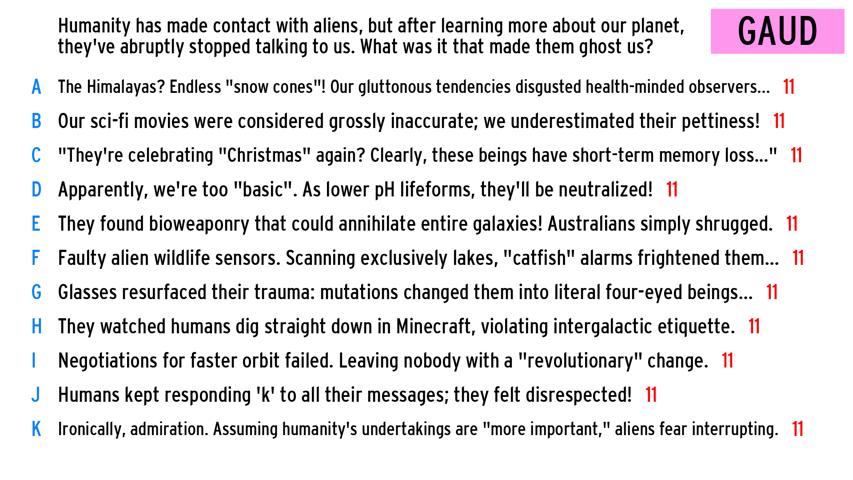 Humanity has made contact with aliens, but after learning more about our planet,
they've abruptly stopped talking to us. What was it that made them ghost us?
GAUD
A The Himalayas? Endless "snow cones"! Our gluttonous tendencies disgusted health-minded observers... 11
B Our sci-fi movies were considered grossly inaccurate; we underestimated their pettiness! 11
C "They're celebrating "Christmas" again? Clearly, these beings have short-term memory loss..." 11
D Apparently, we're too "basic". As lower pH lifeforms, they'll be neutralized! 11
E They found bioweaponry that could annihilate entire galaxies! Australians simply shrugged. 11
F Faulty alien wildlife sensors. Scanning exclusively lakes, "catfish" alarms frightened them... 11
G Glasses resurfaced their trauma: mutations changed them into literal four-eyed beings... 11
H They watched humans dig straight down in Minecraft, violating intergalactic etiquette. 11
I Negotiations for faster orbit failed. Leaving nobody with a "revolutionary" change. 11
J Humans kept responding 'k' to all their messages; they felt disrespected! 11
K Ironically, admiration. Assuming humanity's undertakings are "more important," aliens fear interrupting. 11